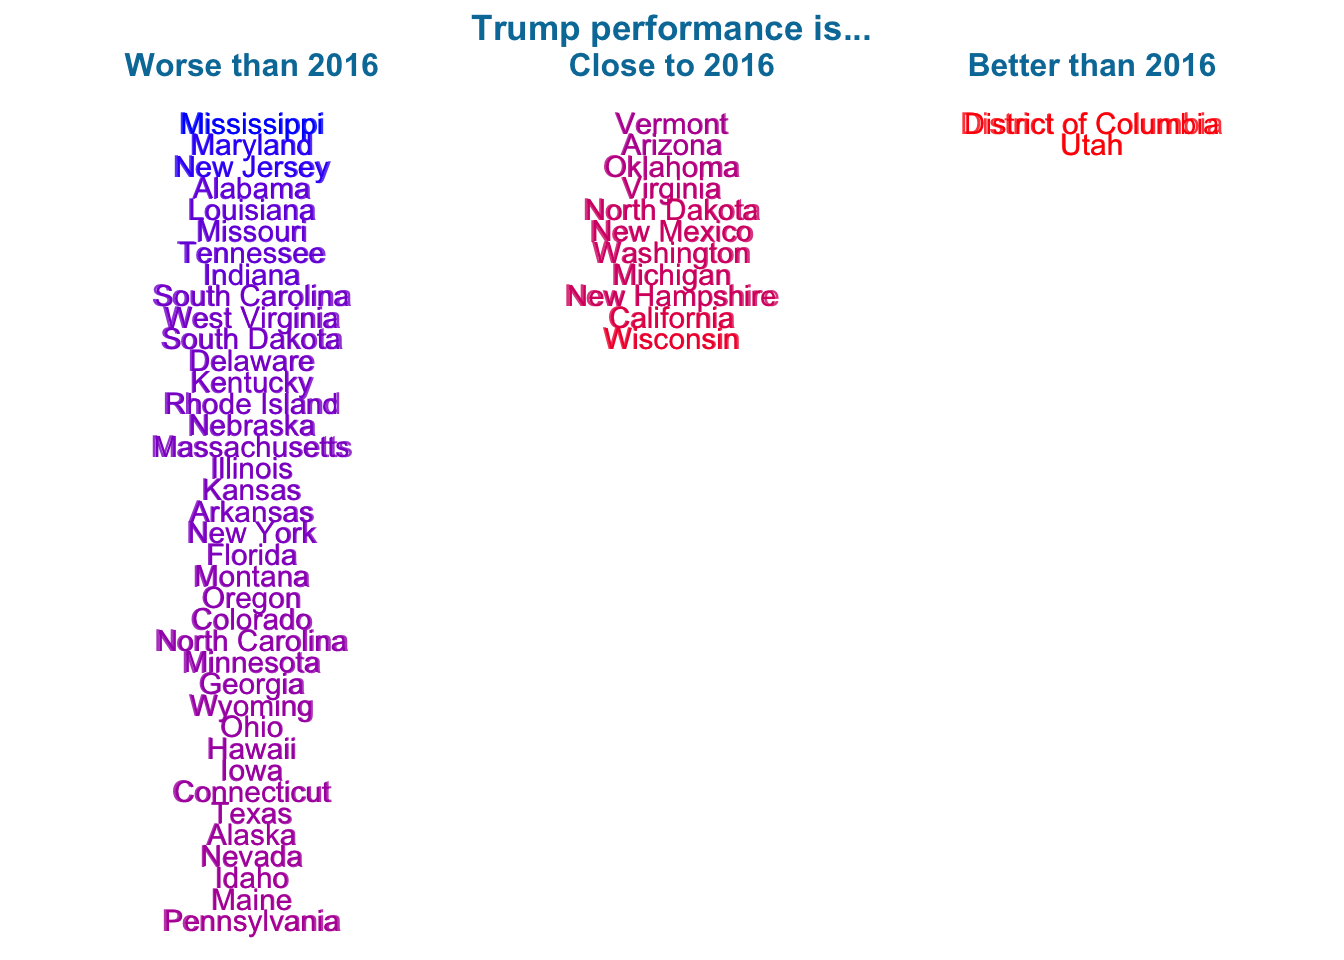 Trump performance is...
Worse than 2016
Mississippi
Maryland
New Jersey
Alabama
Louisiana
Missouri
Tennessee
Indiana
South Carolina
West Virginia
South Dakota
Delaware
Kentucky
Rhode Island
Nebraska
Massachusetts
Illinois
Kansas
Arkansas
New York
Florida
Montana
Oregon
Colorado
North Carolina
Minnesota
Georgia
Wyoming
Ohio
Hawaii
Iowa
Connecticut
Texas
Alaska
Nevada
Idaho
Maine
Pennsylvania
Close to 2016
Vermont
Arizona
Oklahoma
Virginia
North Dakota
New Mexico
Washington
Michigan
New Hampshire
California
Wisconsin
Better than 2016
District of Columbia
Utah